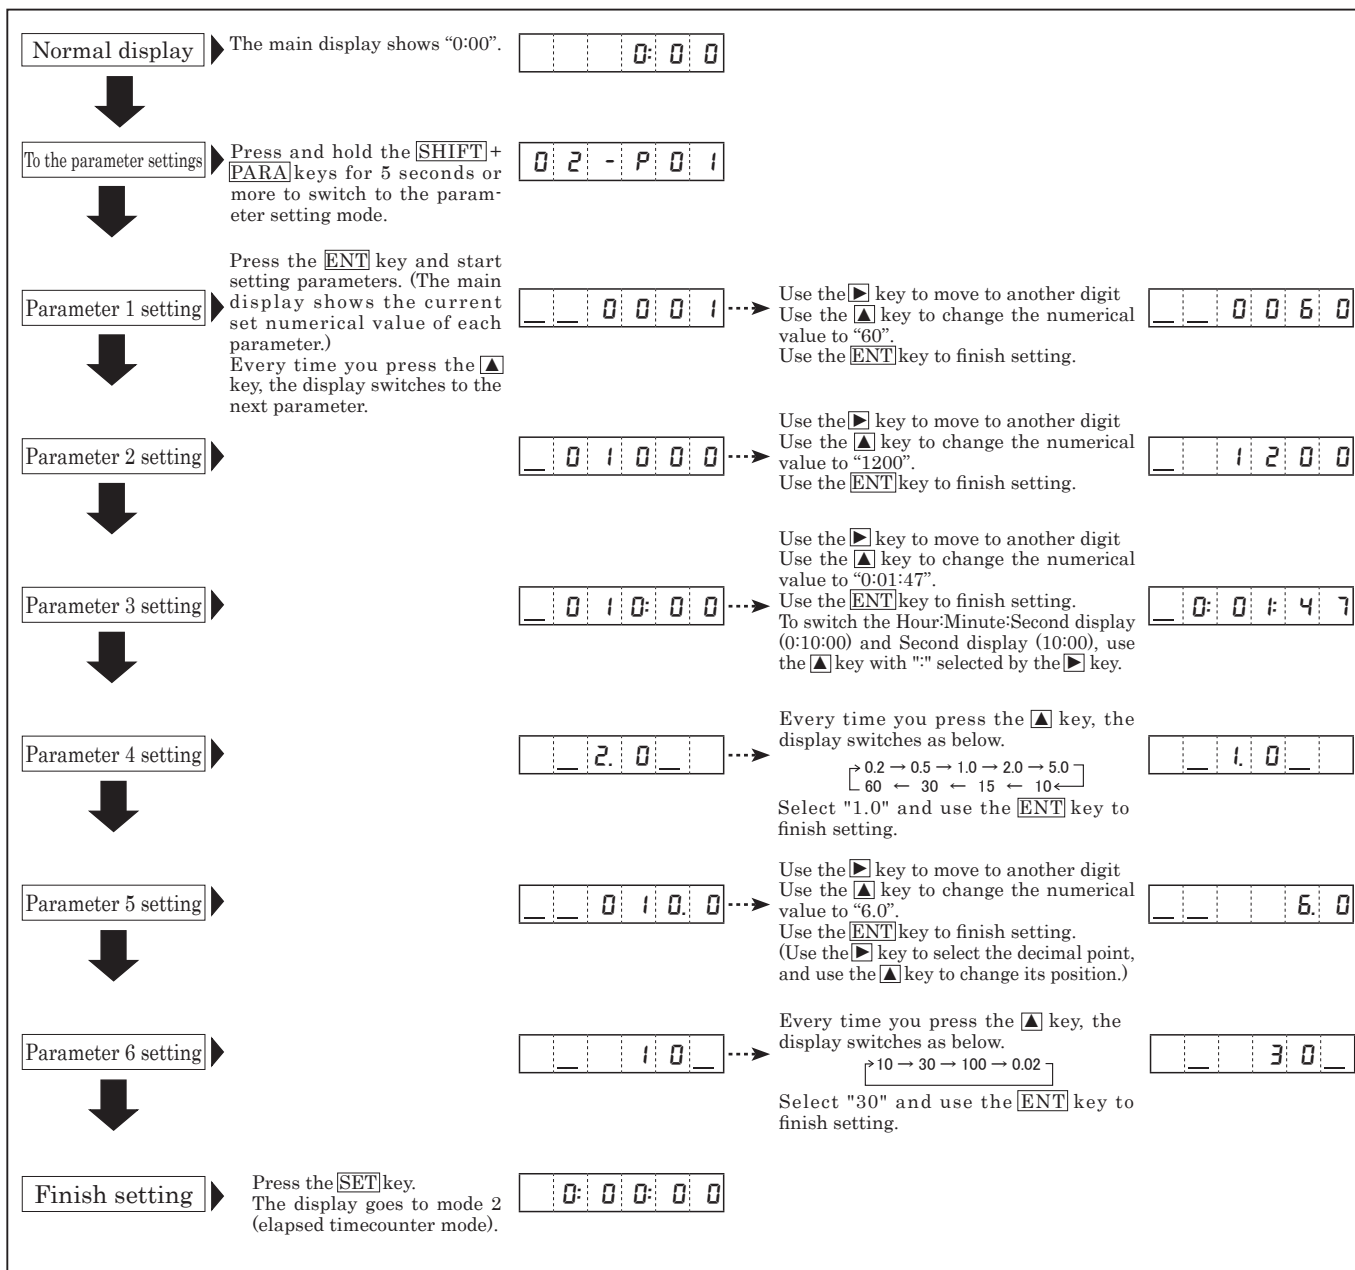 Normal display
The main display shows “0:00”.
0:00
To the parameter settings
Press and hold the SHIFT +
PARA keys for 5 seconds or
more to switch to the param-
eter setting mode.
02-P01
Parameter 1 setting
Press the ENT key and start
setting parameters. (The main
display shows the current
set numerical value of each
parameter.)
Every time you press the ▲
key, the display switches to the
next parameter.
_ _ 0001
Use the ▶ key to move to another digit
Use the ▲ key to change the numerical
value to “60”.
Use the ENT key to finish setting.
_ _ 0060
Parameter 2 setting
_ 01000
Use the ▶ key to move to another digit
Use the ▲ key to change the numerical
value to “1200”.
Use the ENT key to finish setting.
_ 1200
Parameter 3 setting
_ 010:00
Use the ▶ key to move to another digit
Use the ▲ key to change the numerical
value to “0:01:47”.
Use the ENT key to finish setting.
To switch the Hour:Minute:Second display
(0:10:00) and Second display (10:00), use
the ▲ key with ":" selected by the ▶ key.
_ 0:01:47
Parameter 4 setting
_ 2.0 _
Every time you press the ▲ key, the
display switches as below.
0.2 → 0.5 → 1.0 → 2.0 → 5.0
60 ← 30 ← 15 ← 10
Select "1.0" and use the ENT key to
finish setting.
_ 1.0 _
Parameter 5 setting
_ _ 010.0
Use the ▶ key to move to another digit
Use the ▲ key to change the numerical
value to “6.0”.
Use the ENT key to finish setting.
(Use the ▶ key to select the decimal point,
and use the ▲ key to change its position.)
_ _ 6.0
Parameter 6 setting
_ 10 _
Every time you press the ▲ key, the
display switches as below.
10 → 30 → 100 → 0.02
Select "30" and use the ENT key to
finish setting.
_ 30 _
Finish setting
Press the SET key.
The display goes to mode 2
(elapsed timecounter mode).
0:00:00